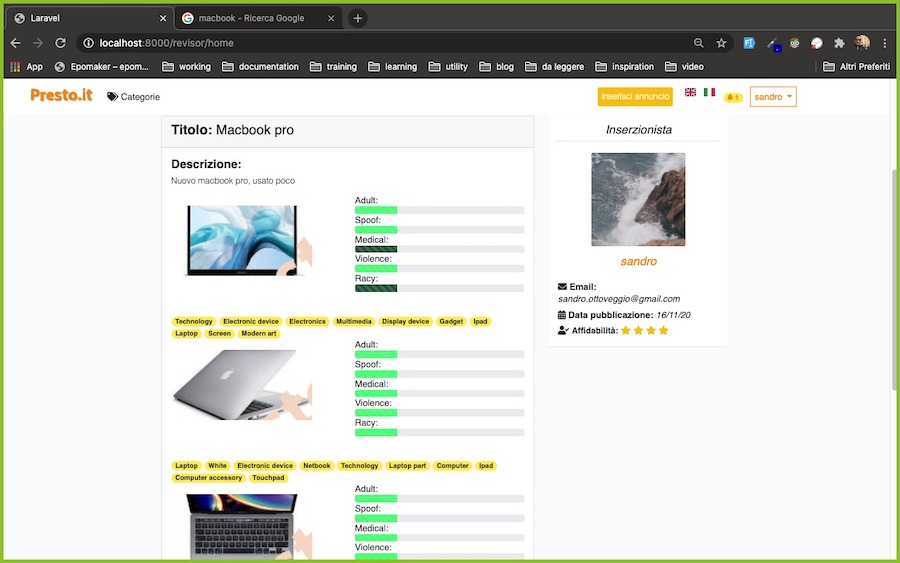 Laravel
macbook - Ricerca Google
localhost:8000/revisor/home
App Epomaker – epom... working documentation training learning utility blog da leggere inspiration video Altri Preferiti
Presto.it Categorie Inserisci annuncio 1 sandro
Titolo: Macbook pro
Descrizione:
Nuovo macbook pro, usato poco
Adult:
Spoof:
Medical:
Violence:
Racy:
Technology Electronic device Electronics Multimedia Display device Gadget Ipad
Laptop Screen Modern art
Adult:
Spoof:
Medical:
Violence:
Racy:
Laptop White Electronic device Netbook Technology Laptop part Computer Ipad
Computer accessory Touchpad
Adult:
Spoof:
Medical:
Violence:
Inserzionista
sandro
Email:
sandro.ottoveggio@gmail.com
Data pubblicazione: 16/11/20
Affidabilità: